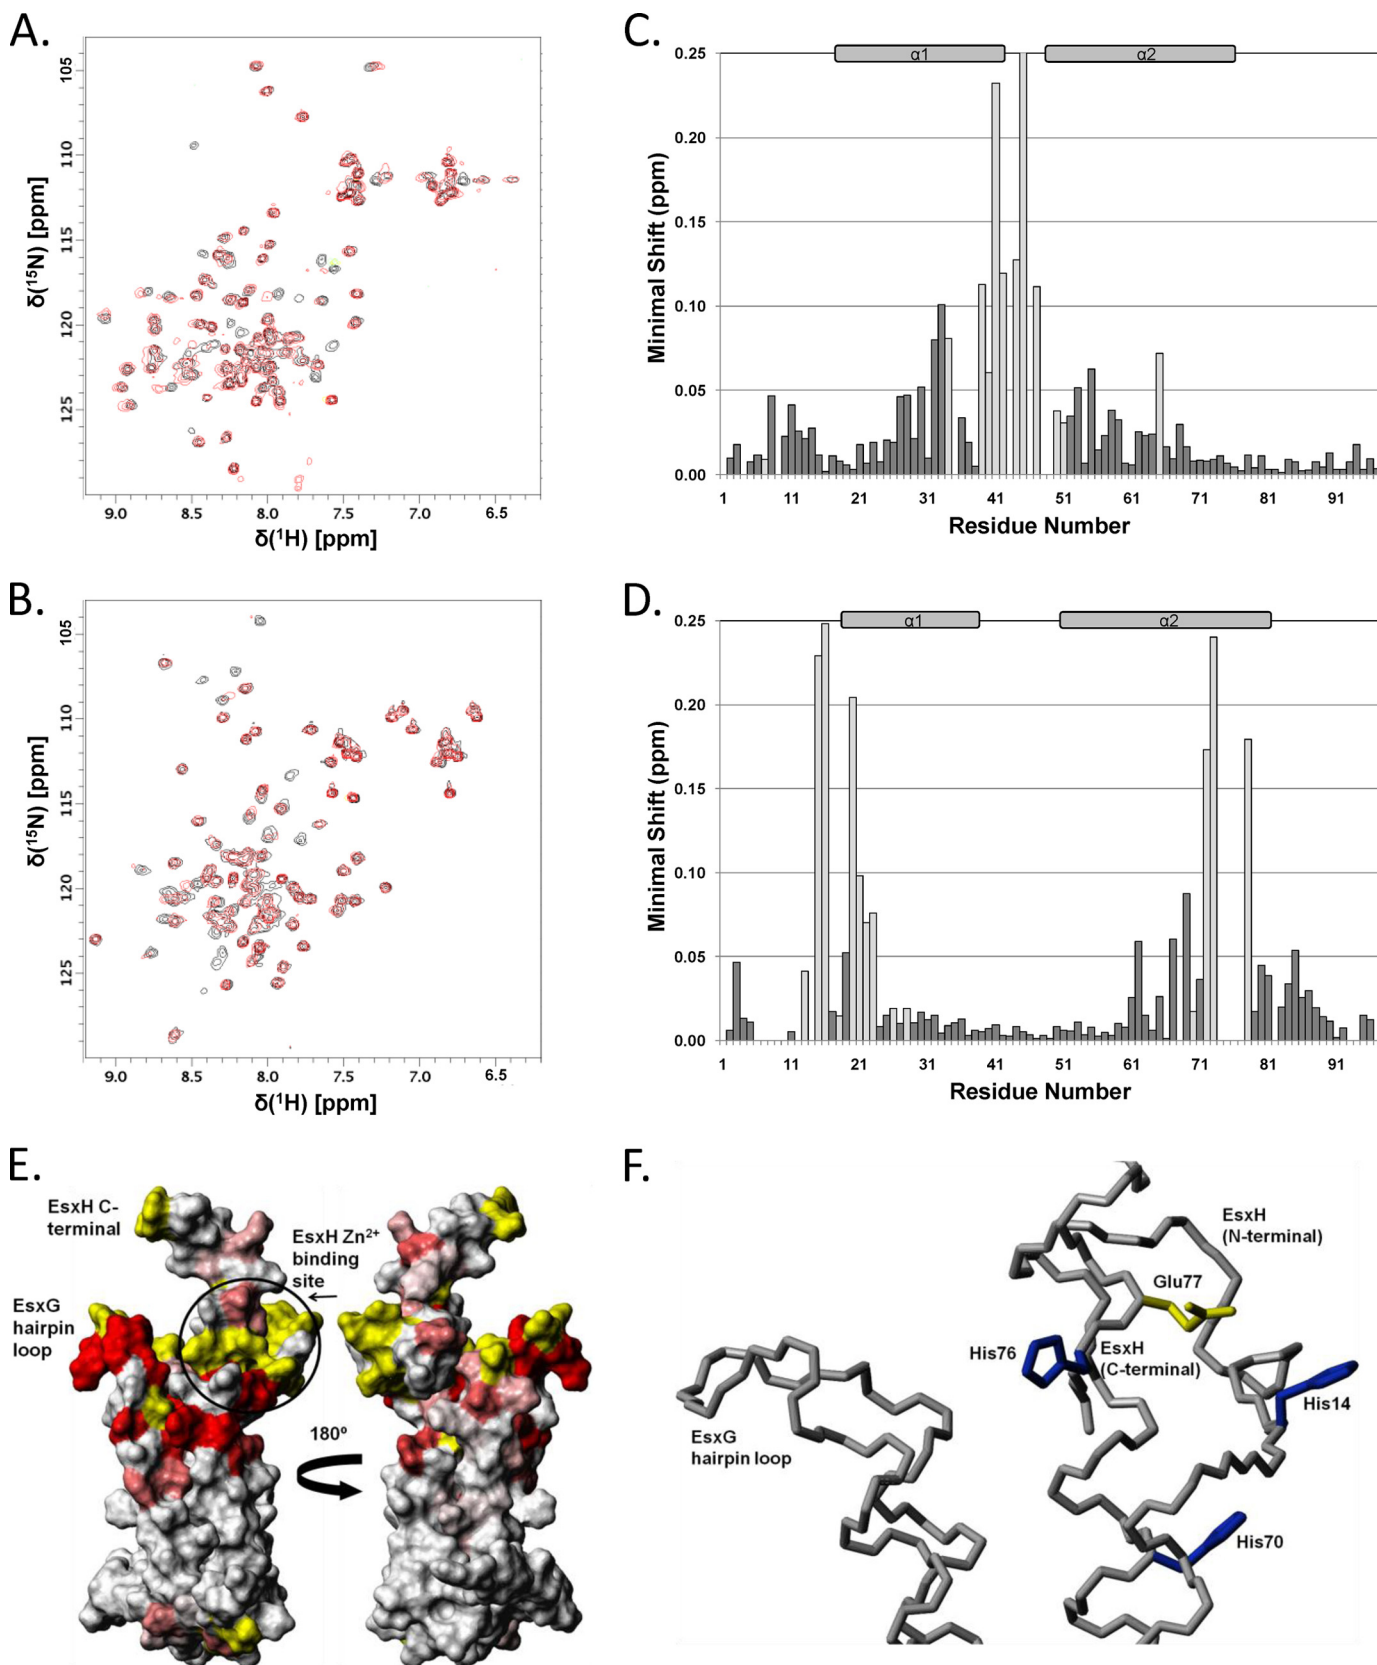 A.
105
110
115
120
125
δ(¹⁵N) [ppm]
9.0 8.5 8.0 7.5 7.0 6.5
δ(¹H) [ppm]
C.
α1 α2
0.25
0.20
0.15
0.10
0.05
0.00
Minimal Shift (ppm)
1 11 21 31 41 51 61 71 81 91
Residue Number
B.
105
110
115
120
125
δ(¹⁵N) [ppm]
9.0 8.5 8.0 7.5 7.0 6.5
δ(¹H) [ppm]
D.
α1 α2
0.25
0.20
0.15
0.10
0.05
0.00
Minimal Shift (ppm)
1 11 21 31 41 51 61 71 81 91
Residue Number
E.
EsxH C-
terminal
EsxH Zn²⁺
binding
site
EsxG
hairpin
loop
180º
F.
EsxH
(N-terminal)
Glu77
His76
EsxH
(C-terminal)
His14
EsxG
hairpin loop
His70